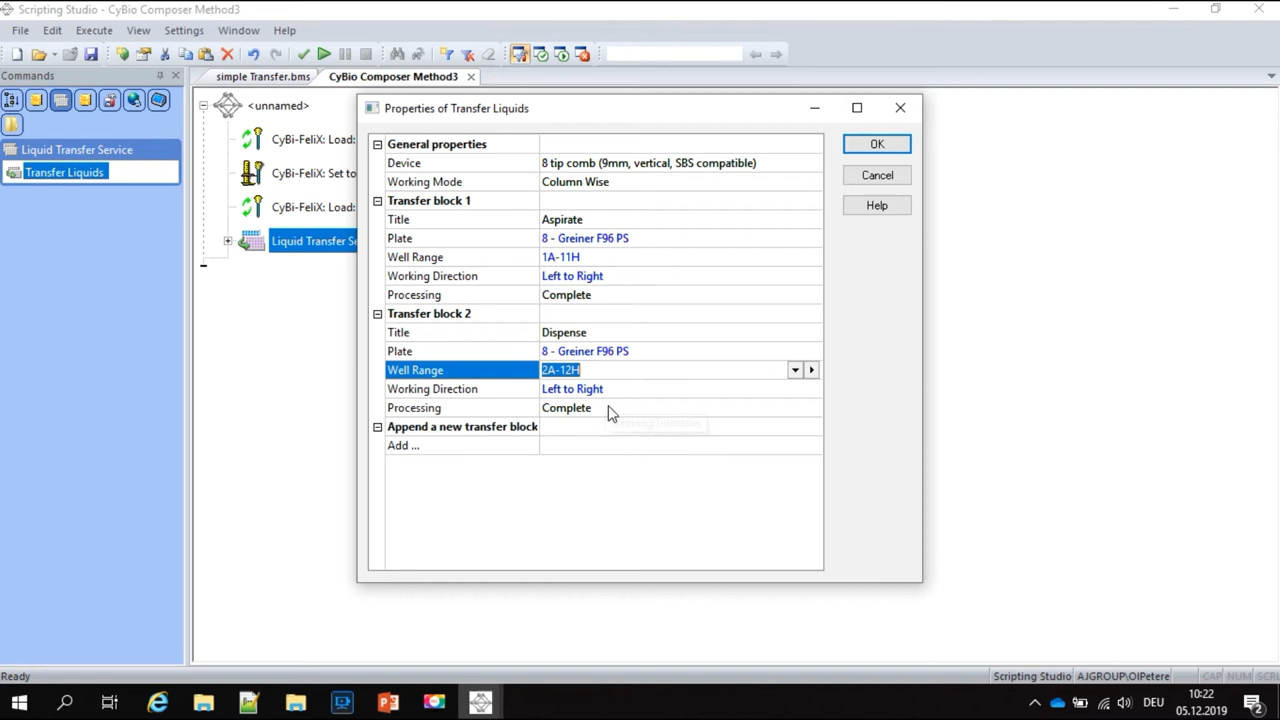 Scripting Studio - CyBio Composer Method3
File Edit Execute View Settings Window Help
Commands
simple Transfer.bms CyBio Composer Method3
<unnamed>
Properties of Transfer Liquids
CyBi-FeliX: Load:
Liquid Transfer Service
Transfer Liquids
CyBi-FeliX: Set to
CyBi-FeliX: Load:
Liquid Transfer Se
General properties
Device 8 tip comb (9mm, vertical, SBS compatible)
Working Mode Column Wise
Transfer block 1
Title Aspirate
Plate 8 - Greiner F96 PS
Well Range 1A-11H
Working Direction Left to Right
Processing Complete
Transfer block 2
Title Dispense
Plate 8 - Greiner F96 PS
Well Range 2A-12H
Working Direction Left to Right
Processing Complete
Append a new transfer block
Add ...
OK
Cancel
Help
Ready
Scripting Studio AJGROUP\OIPetere CAP NUM SCRL
DEU
10:22
05.12.2019
2